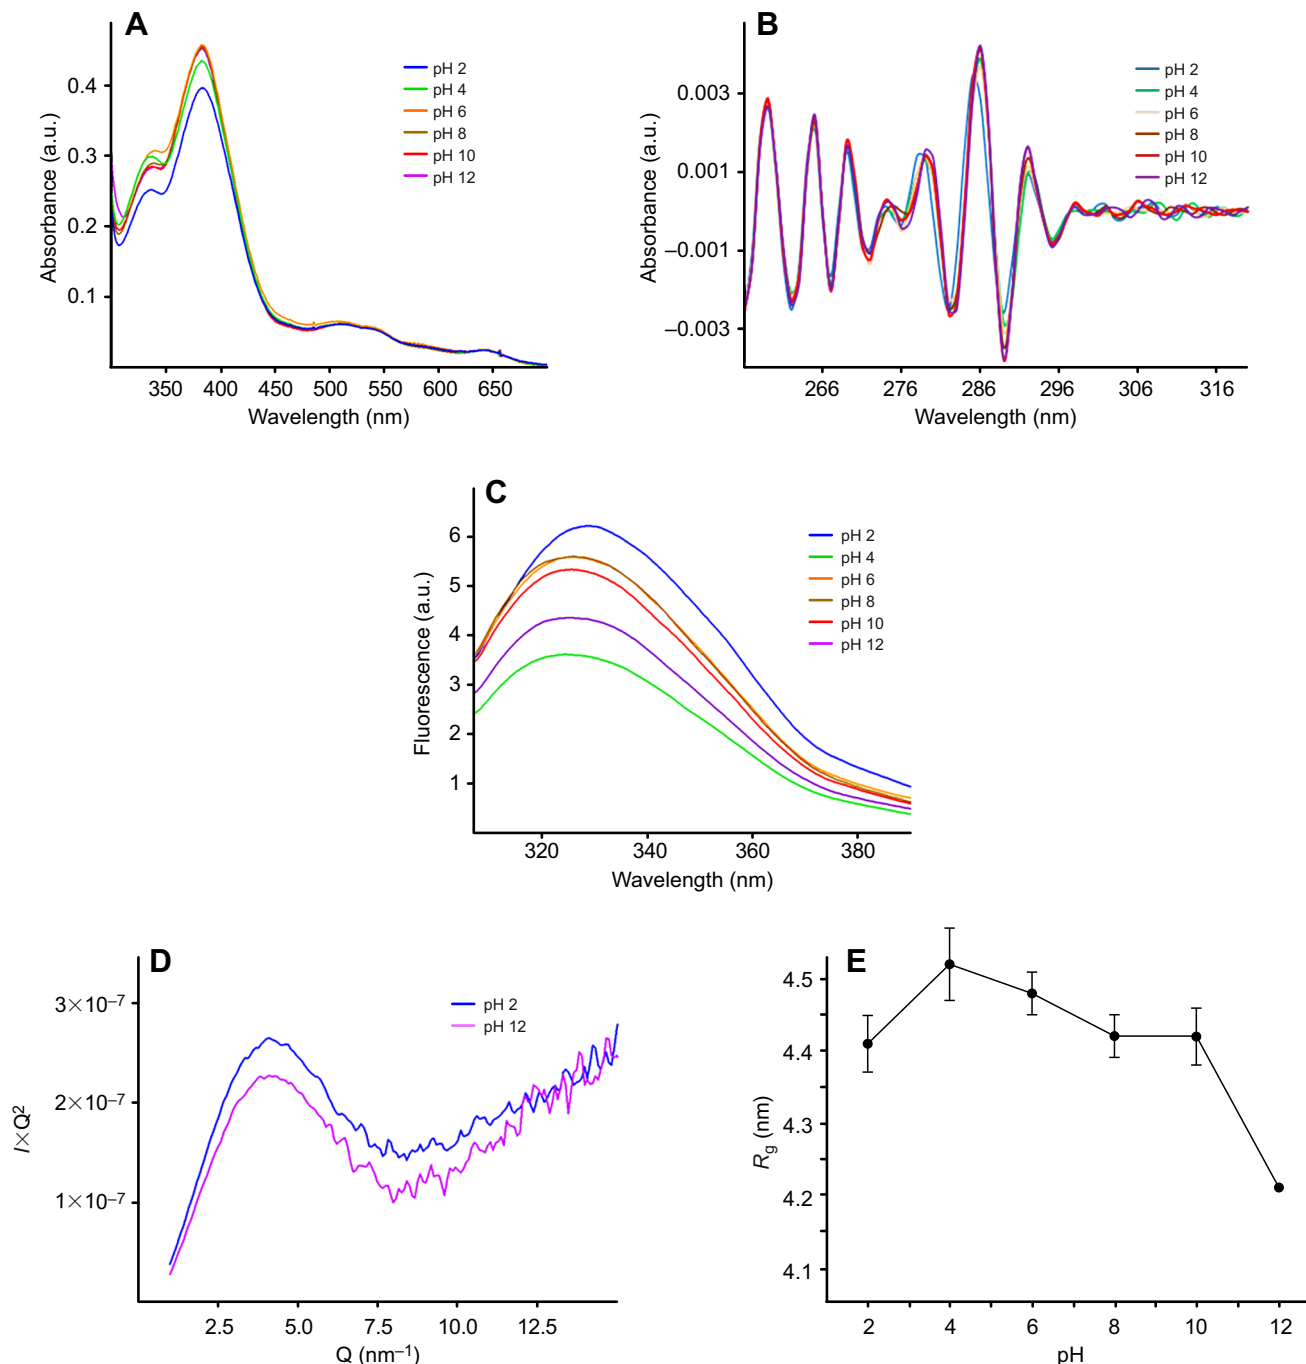 A
Absorbance (a.u.)
0.4
0.3
0.2
0.1
350 400 450 500 550 600 650
Wavelength (nm)
pH 2
pH 4
pH 6
pH 8
pH 10
pH 12
B
Absorbance (a.u.)
0.003
0.001
–0.001
–0.003
266 276 286 296 306 316
Wavelength (nm)
pH 2
pH 4
pH 6
pH 8
pH 10
pH 12
C
Fluorescence (a.u.)
6
5
4
3
2
1
320 340 360 380
Wavelength (nm)
pH 2
pH 4
pH 6
pH 8
pH 10
pH 12
D
I×Q²
3×10⁻⁷
2×10⁻⁷
1×10⁻⁷
2.5 5.0 7.5 10.0 12.5
Q (nm⁻¹)
pH 2
pH 12
E
Rg (nm)
4.5
4.4
4.3
4.2
4.1
2 4 6 8 10 12
pH